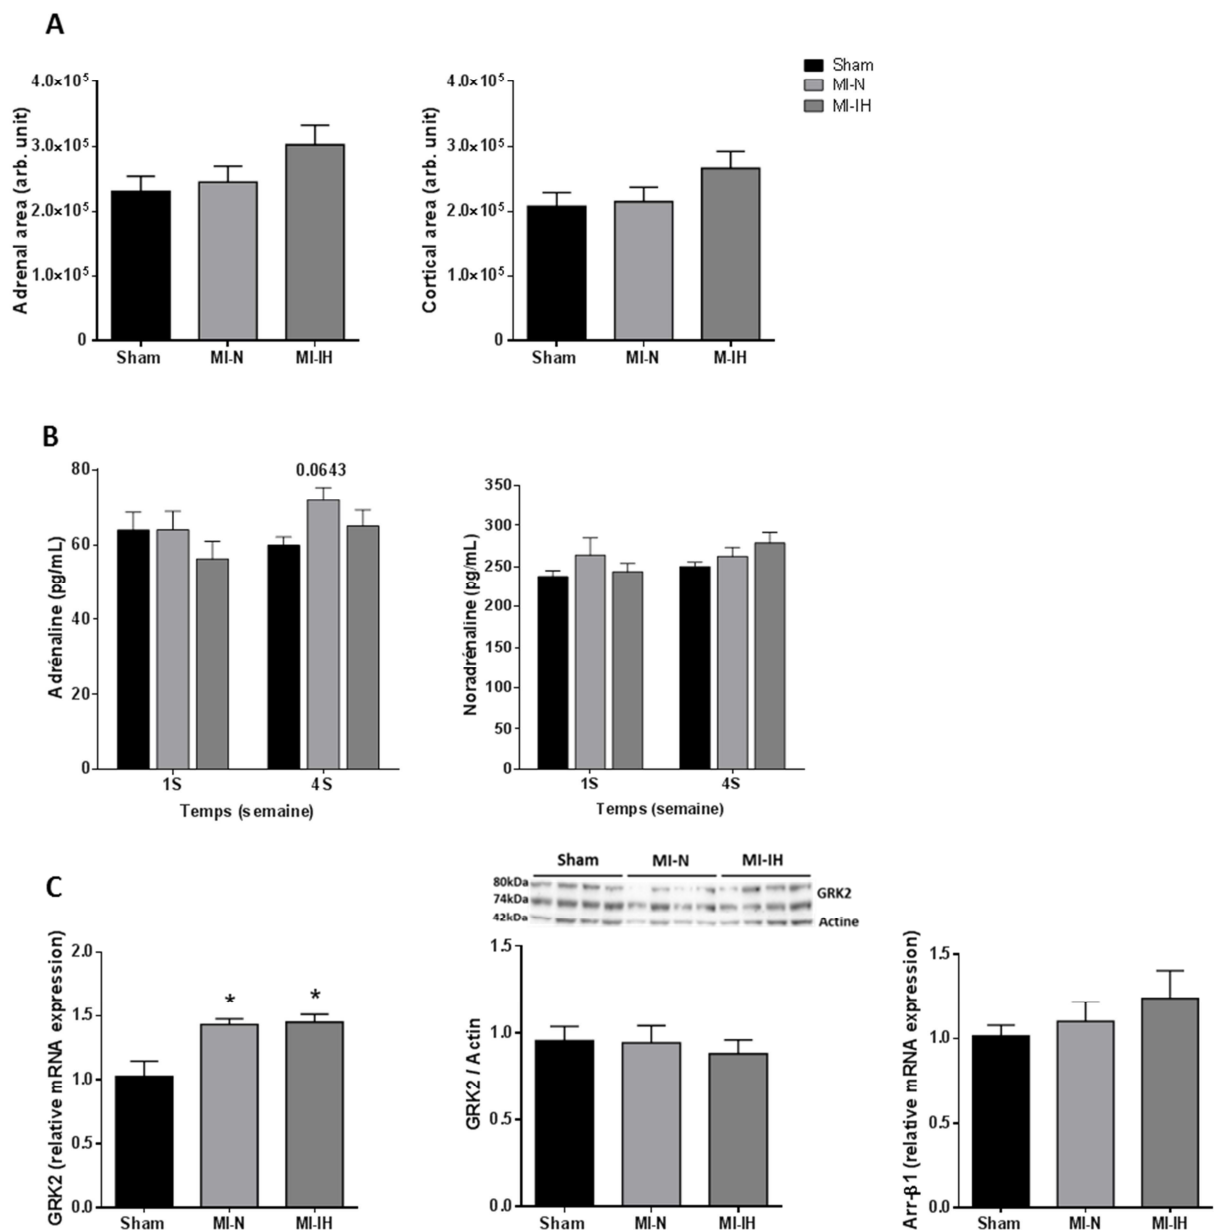 A
Sham
MI-N
MI-IH
Adrenal area (arb. unit)
4.0×10⁵
3.0×10⁵
2.0×10⁵
1.0×10⁵
0
Sham MI-N MI-IH
Cortical area (arb. unit)
4.0×10⁵
3.0×10⁵
2.0×10⁵
1.0×10⁵
0
Sham MI-N M-IH
B
Adrénaline (pg/mL)
80
60
40
20
0
0.0643
1S 4S
Temps (semaine)
Noradrénaline (pg/mL)
350
300
250
200
150
100
50
0
1S 4S
Temps (semaine)
C
GRK2 (relative mRNA expression)
2.0
1.5
1.0
0.5
0.0
* *
Sham MI-N MI-IH
Sham MI-N MI-IH
80kDa
74kDa
42kDa
GRK2
Actine
GRK2 / Actin
1.5
1.0
0.5
0.0
Sham MI-N MI-IH
Arr-β1 (relative mRNA expression)
1.5
1.0
0.5
0.0
Sham MI-N MI-IH